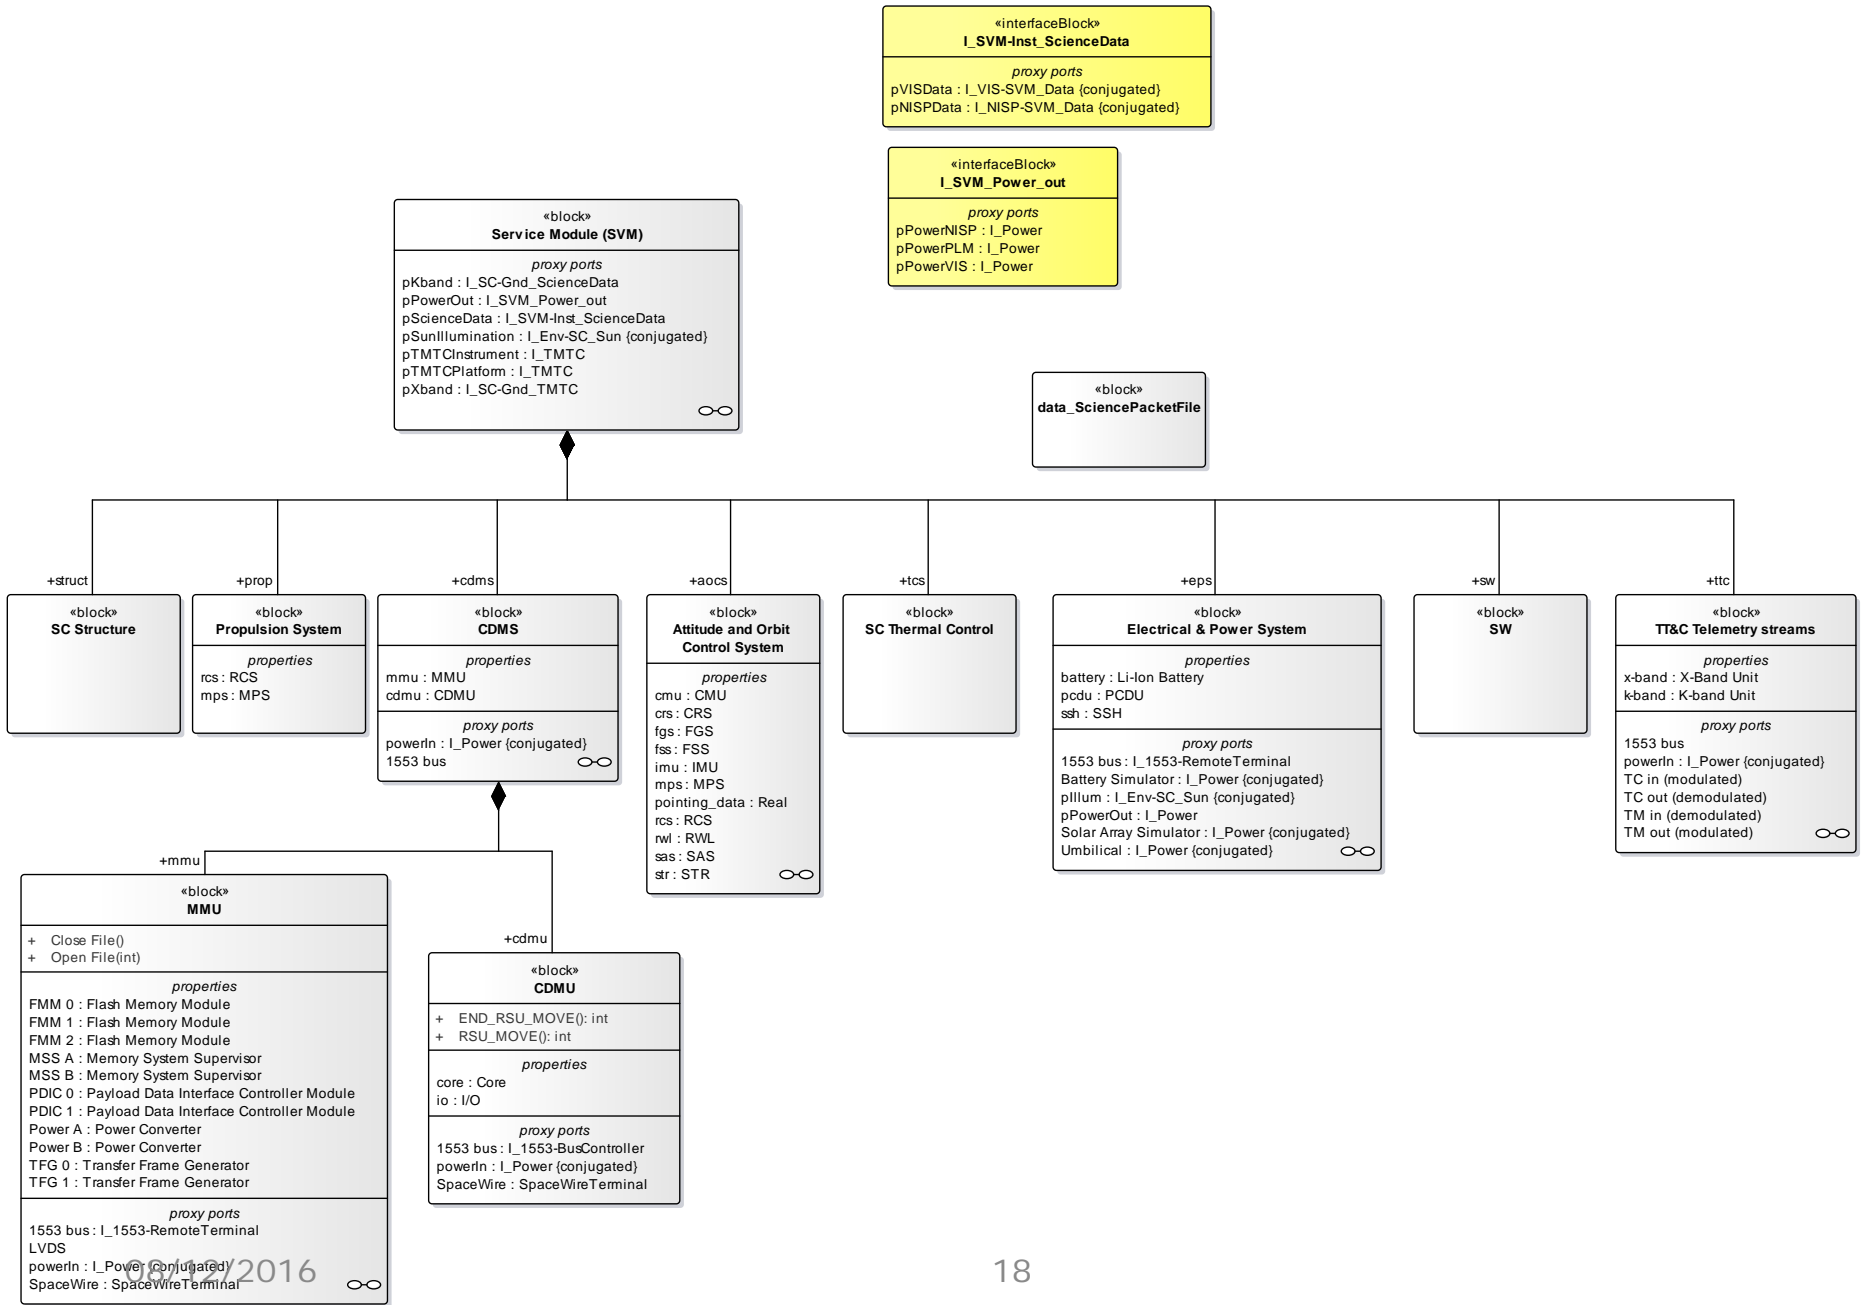 «interfaceBlock»
I_SVM-Inst_ScienceData
proxy ports
pVISData : I_VIS-SVM_Data {conjugated}
pNISPData : I_NISP-SVM_Data {conjugated}
«interfaceBlock»
I_SVM_Power_out
proxy ports
pPowerNISP : I_Power
pPowerPLM : I_Power
pPowerVIS : I_Power
«block»
Service Module (SVM)
proxy ports
pKband : I_SC-Gnd_ScienceData
pPowerOut : I_SVM_Power_out
pScienceData : I_SVM-Inst_ScienceData
pSunIllumination : I_Env-SC_Sun {conjugated}
pTMTCInstrument : I_TMTC
pTMTCPlatform : I_TMTC
pXband : I_SC-Gnd_TMTC
«block»
data_SciencePacketFile
+struct
«block»
SC Structure
+prop
«block»
Propulsion System
properties
rcs : RCS
mps : MPS
+cdms
«block»
CDMS
properties
mmu : MMU
cdmu : CDMU
proxy ports
powerIn : I_Power {conjugated}
1553 bus
+aocs
«block»
Attitude and Orbit
Control System
properties
cmu : CMU
crs : CRS
fgs : FGS
fss : FSS
imu : IMU
mps : MPS
pointing_data : Real
rcs : RCS
rwl : RWL
sas : SAS
str : STR
+tcs
«block»
SC Thermal Control
+eps
«block»
Electrical & Power System
properties
battery : Li-Ion Battery
pcdu : PCDU
ssh : SSH
proxy ports
1553 bus : I_1553-RemoteTerminal
Battery Simulator : I_Power {conjugated}
pIllum : I_Env-SC_Sun {conjugated}
pPowerOut : I_Power
Solar Array Simulator : I_Power {conjugated}
Umbilical : I_Power {conjugated}
+sw
«block»
SW
+ttc
«block»
TT&C Telemetry streams
properties
x-band : X-Band Unit
k-band : K-band Unit
proxy ports
1553 bus
powerIn : I_Power {conjugated}
TC in (modulated)
TC out (demodulated)
TM in (demodulated)
TM out (modulated)
+mmu
«block»
MMU
+ Close File()
+ Open File(int)
properties
FMM 0 : Flash Memory Module
FMM 1 : Flash Memory Module
FMM 2 : Flash Memory Module
MSS A : Memory System Supervisor
MSS B : Memory System Supervisor
PDIC 0 : Payload Data Interface Controller Module
PDIC 1 : Payload Data Interface Controller Module
Power A : Power Converter
Power B : Power Converter
TFG 0 : Transfer Frame Generator
TFG 1 : Transfer Frame Generator
proxy ports
1553 bus : I_1553-RemoteTerminal
LVDS
powerIn : I_Power {conjugated}
SpaceWire : SpaceWireTerminal
+cdmu
«block»
CDMU
+ END_RSU_MOVE(): int
+ RSU_MOVE(): int
properties
core : Core
io : I/O
proxy ports
1553 bus : I_1553-BusController
powerIn : I_Power {conjugated}
SpaceWire : SpaceWireTerminal
08/12/2016
18